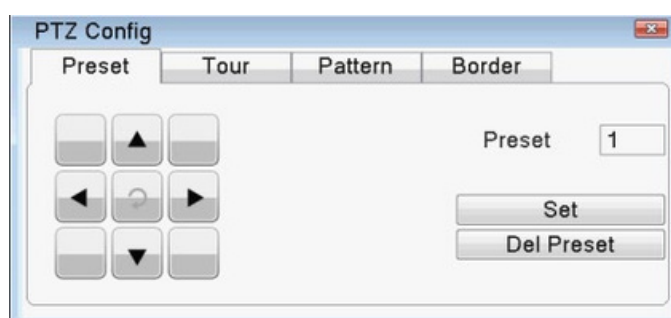 PTZ Config
Preset Tour Pattern Border
Preset 1
Set
Del Preset